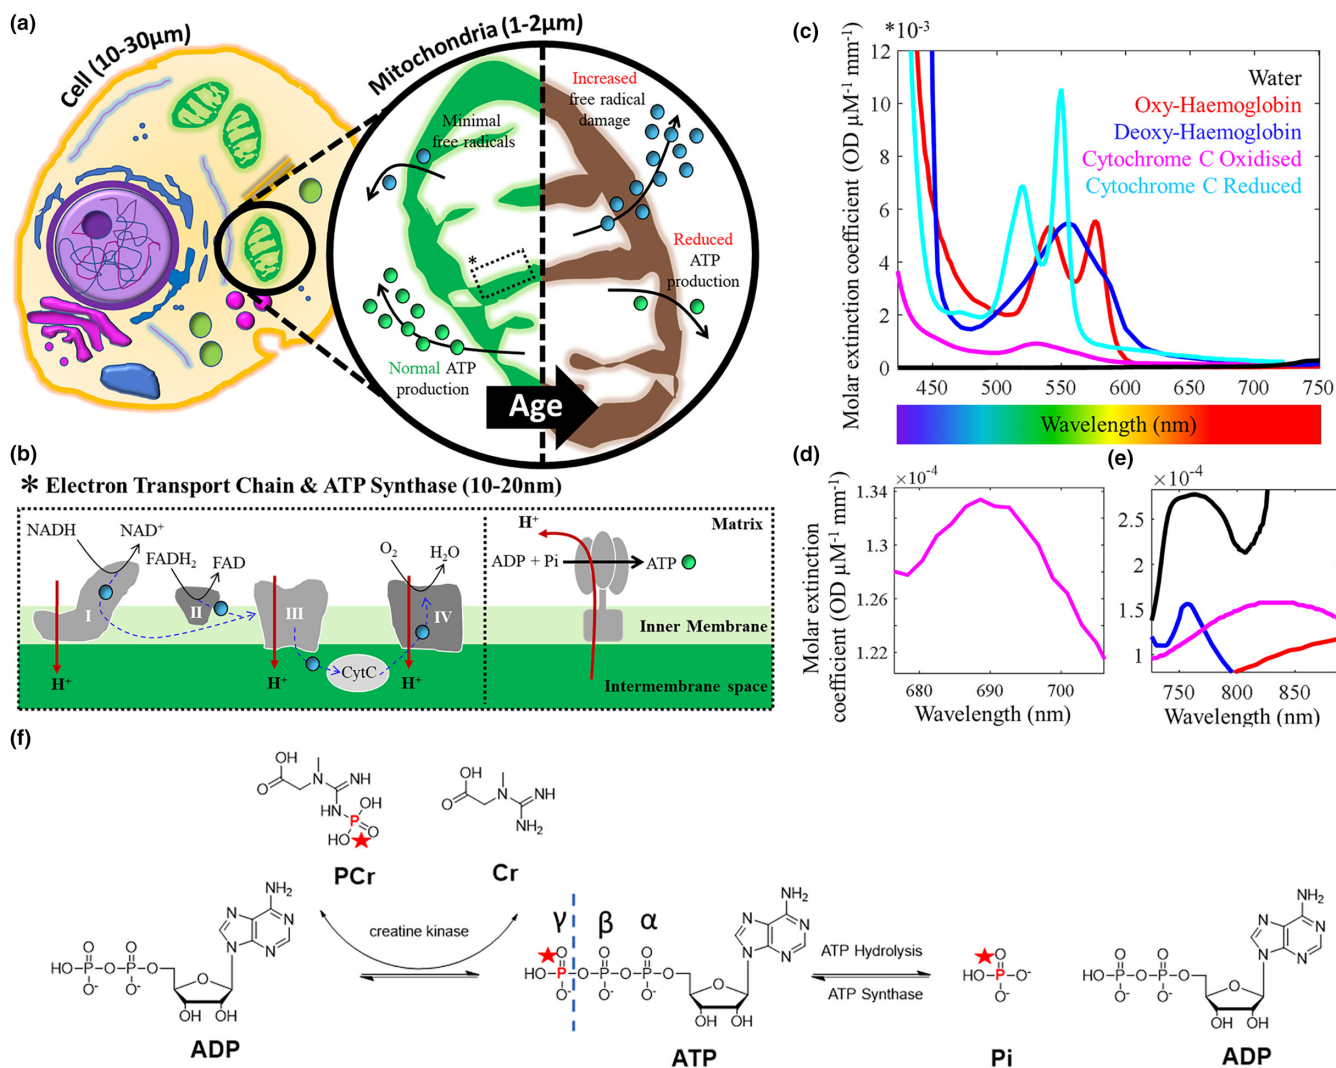 (a)
Cell (10-30μm)
Mitochondria (1-2μm)
Minimal
free radicals
Increased
free radical
damage
*
Reduced
ATP
production
Normal ATP
production
Age
(b)
* Electron Transport Chain & ATP Synthase (10-20nm)
NADH
NAD+
FADH2
FAD
O2
H2O
I
II
III
IV
CytC
H+
H+
H+
H+
Matrix
ADP + Pi
ATP
Inner Membrane
Intermembrane space
(c)
*10-3
Molar extinction coefficient (OD μM-1 mm-1)
12
10
8
6
4
2
0
Water
Oxy-Haemoglobin
Deoxy-Haemoglobin
Cytochrome C Oxidised
Cytochrome C Reduced
450
500
550
600
650
700
750
Wavelength (nm)
(d)
×10-4
Molar extinction
coefficient (OD μM-1 mm-1)
1.34
1.3
1.26
1.22
680
690
700
Wavelength (nm)
(e)
×10-4
2.5
2
1.5
1
750
800
850
Wavelength (nm)
(f)
OH
O
N
NH
HN
OH
P
O
HO
PCr
OH
O
N
NH
NH2
Cr
creatine kinase
NH2
N
N
N
N
O
O
HO
P
O
P
O
O-
O-
O
OH
OH
ADP
γ
β
α
NH2
N
N
N
N
O
O
O
HO
P
O
P
O
P
O
O-
O-
O-
O
OH
OH
ATP
ATP Hydrolysis
ATP Synthase
O
HO
P
O-
O-
Pi
NH2
N
N
N
N
O
O
HO
P
O
P
O
O-
O-
O
OH
OH
ADP